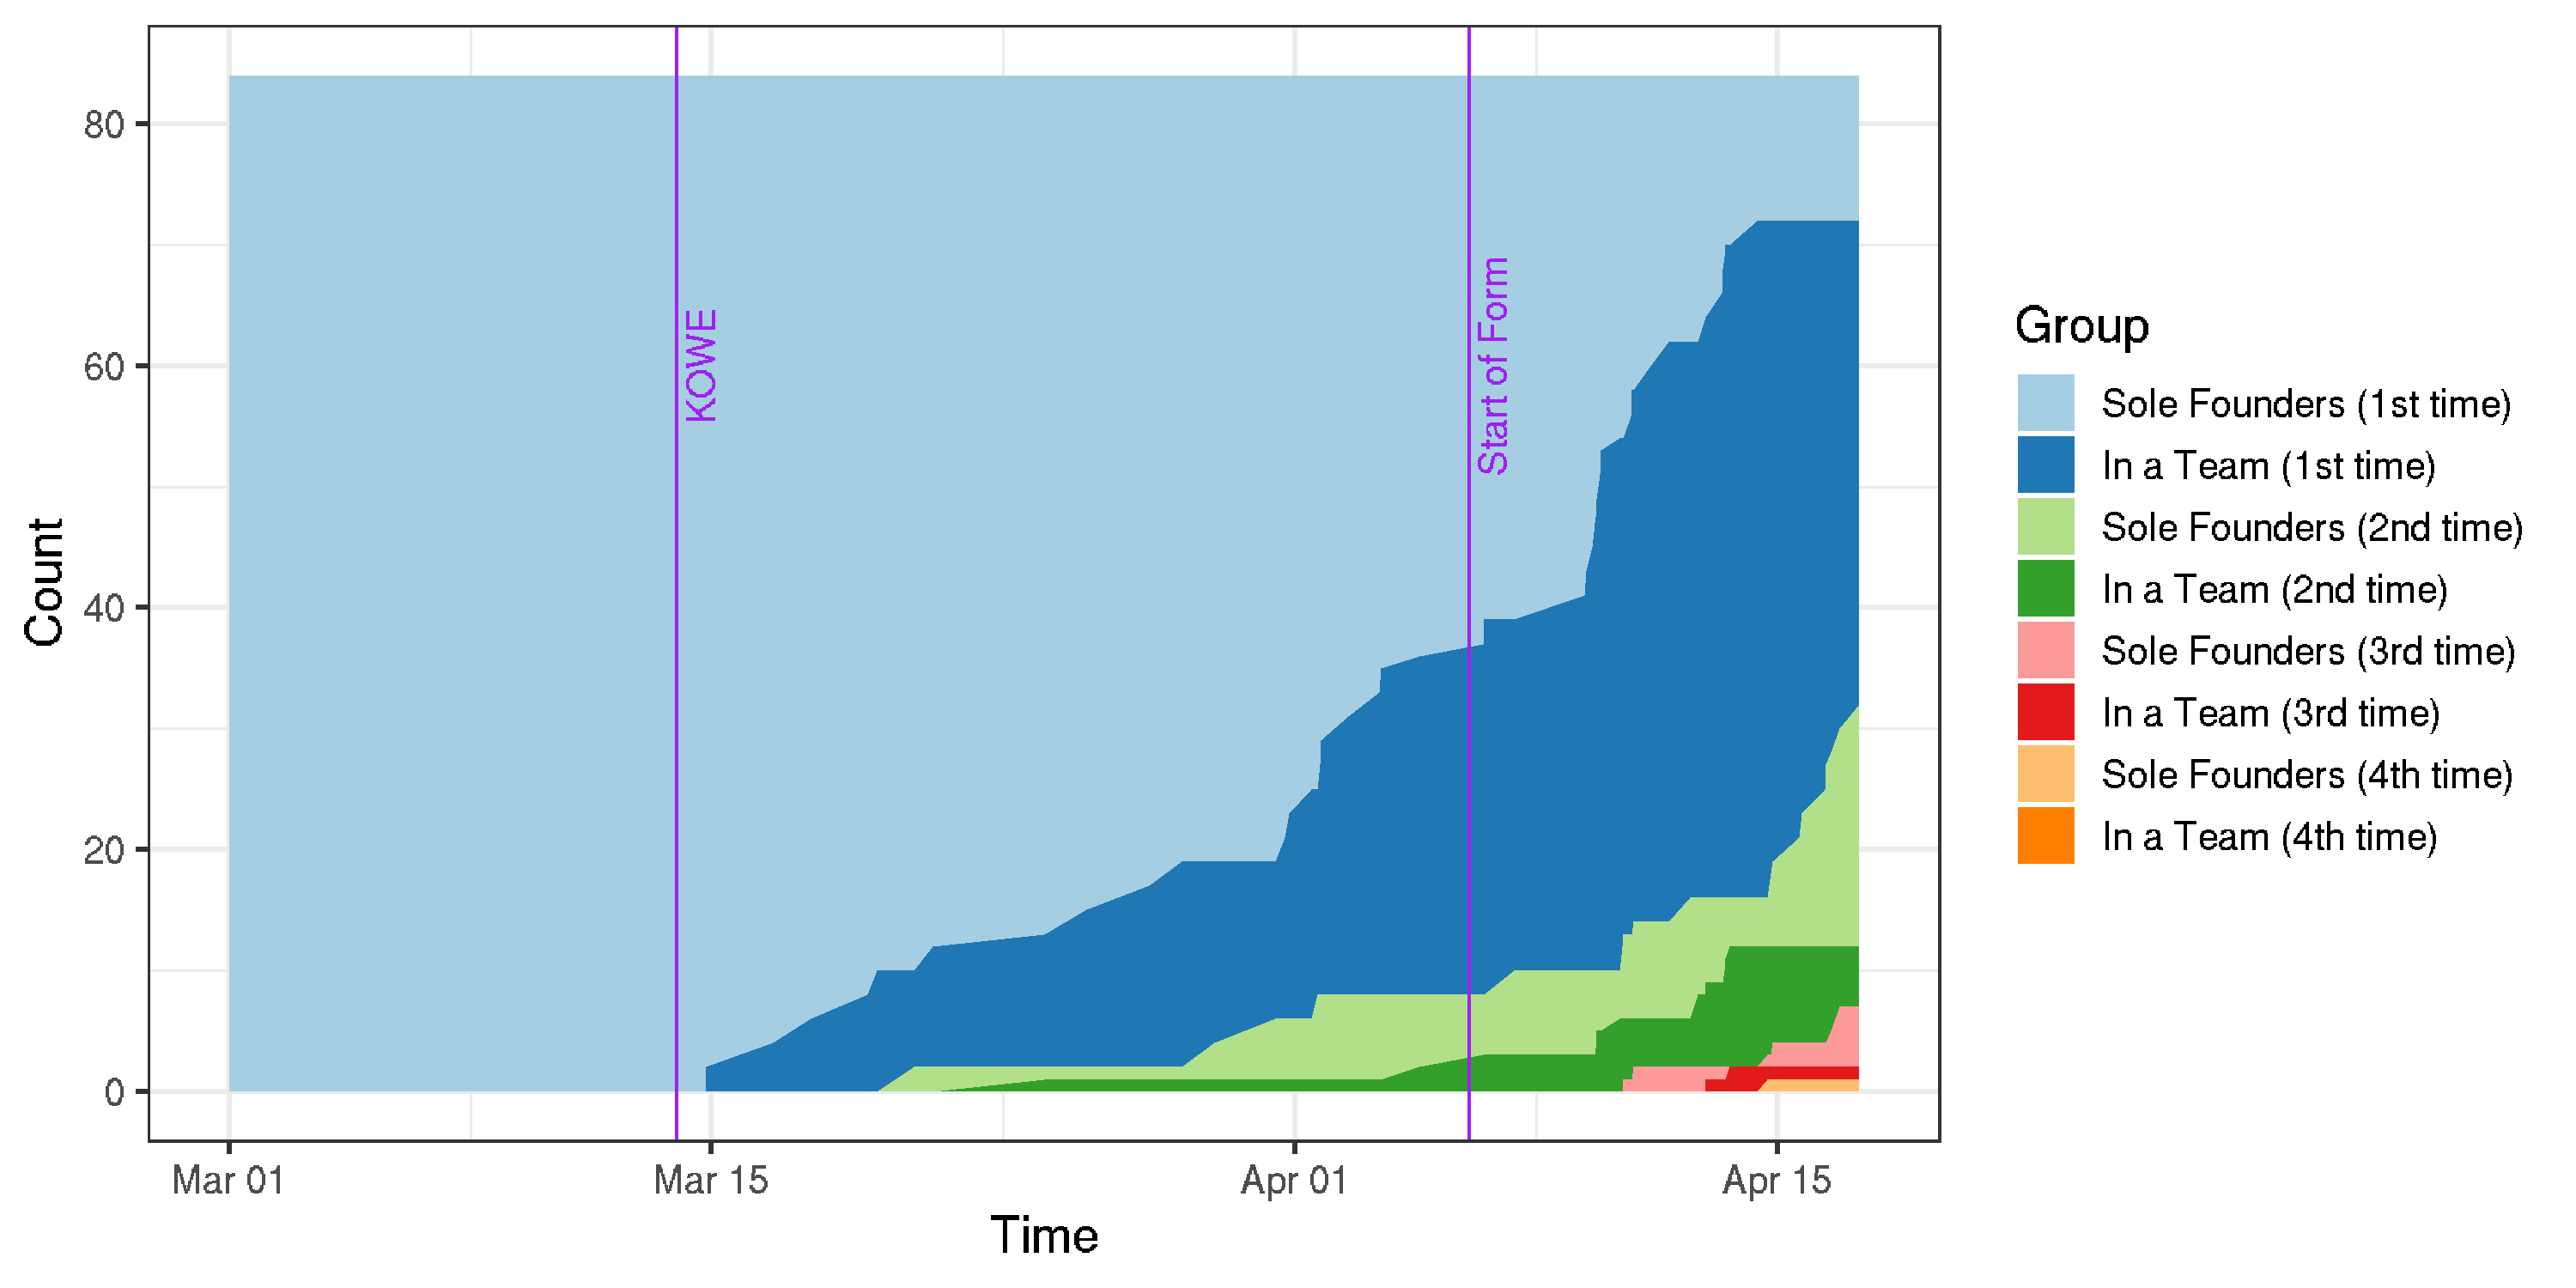 80
60
40
20
0
Count
KOWE
Start of Form
Mar 01
Mar 15
Apr 01
Apr 15
Time
Group
Sole Founders (1st time)
In a Team (1st time)
Sole Founders (2nd time)
In a Team (2nd time)
Sole Founders (3rd time)
In a Team (3rd time)
Sole Founders (4th time)
In a Team (4th time)